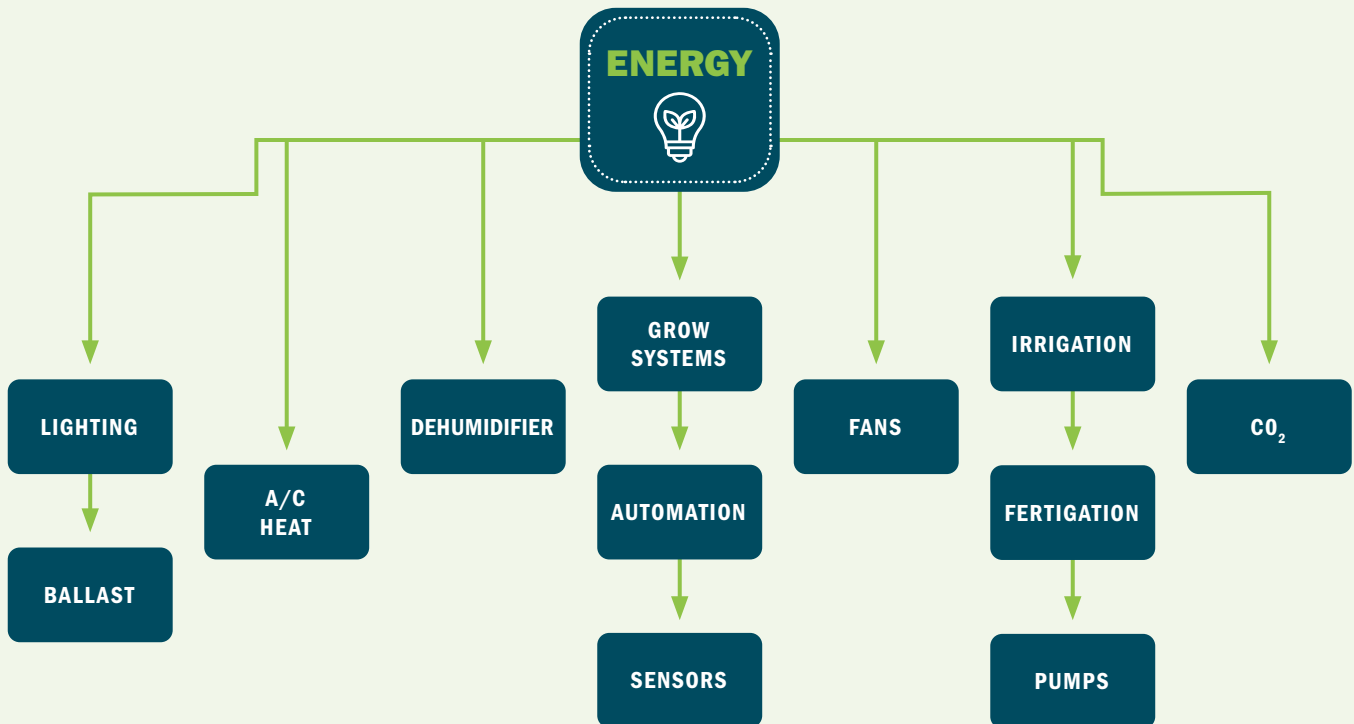 ENERGY
GROW
SYSTEMS
IRRIGATION
LIGHTING
DEHUMIDIFIER
FANS
CO₂
A/C
HEAT
AUTOMATION
FERTIGATION
BALLAST
SENSORS
PUMPS